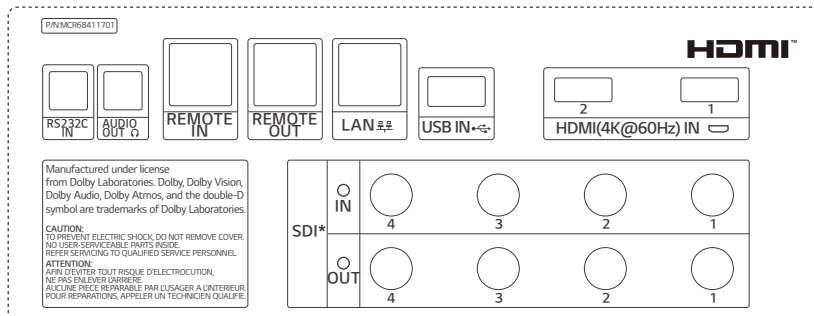 P/N:MCR68411701
HDMI™
RS232C
IN
AUDIO
OUT
REMOTE
IN
REMOTE
OUT
LAN
USB IN
2
1
HDMI(4K@60Hz) IN
Manufactured under license
from Dolby Laboratories. Dolby, Dolby Vision,
Dolby Audio, Dolby Atmos, and the double-D
symbol are trademarks of Dolby Laboratories.
CAUTION:
TO PREVENT ELECTRIC SHOCK, DO NOT REMOVE COVER.
NO USER-SERVICEABLE PARTS INSIDE.
REFER SERVICING TO QUALIFIED SERVICE PERSONNEL.
ATTENTION:
AFIN D'EVITER TOUT RISQUE D'ELECTROCUTION,
NE PAS ENLEVER L'ARRIERE.
AUCUNE PIECE REPARABLE PAR L'USAGER A L'INTERIEUR.
POUR REPARATIONS, APPELER UN TECHNICIEN QUALIFIE.
SDI*
IN
4 3 2 1
OUT
4 3 2 1